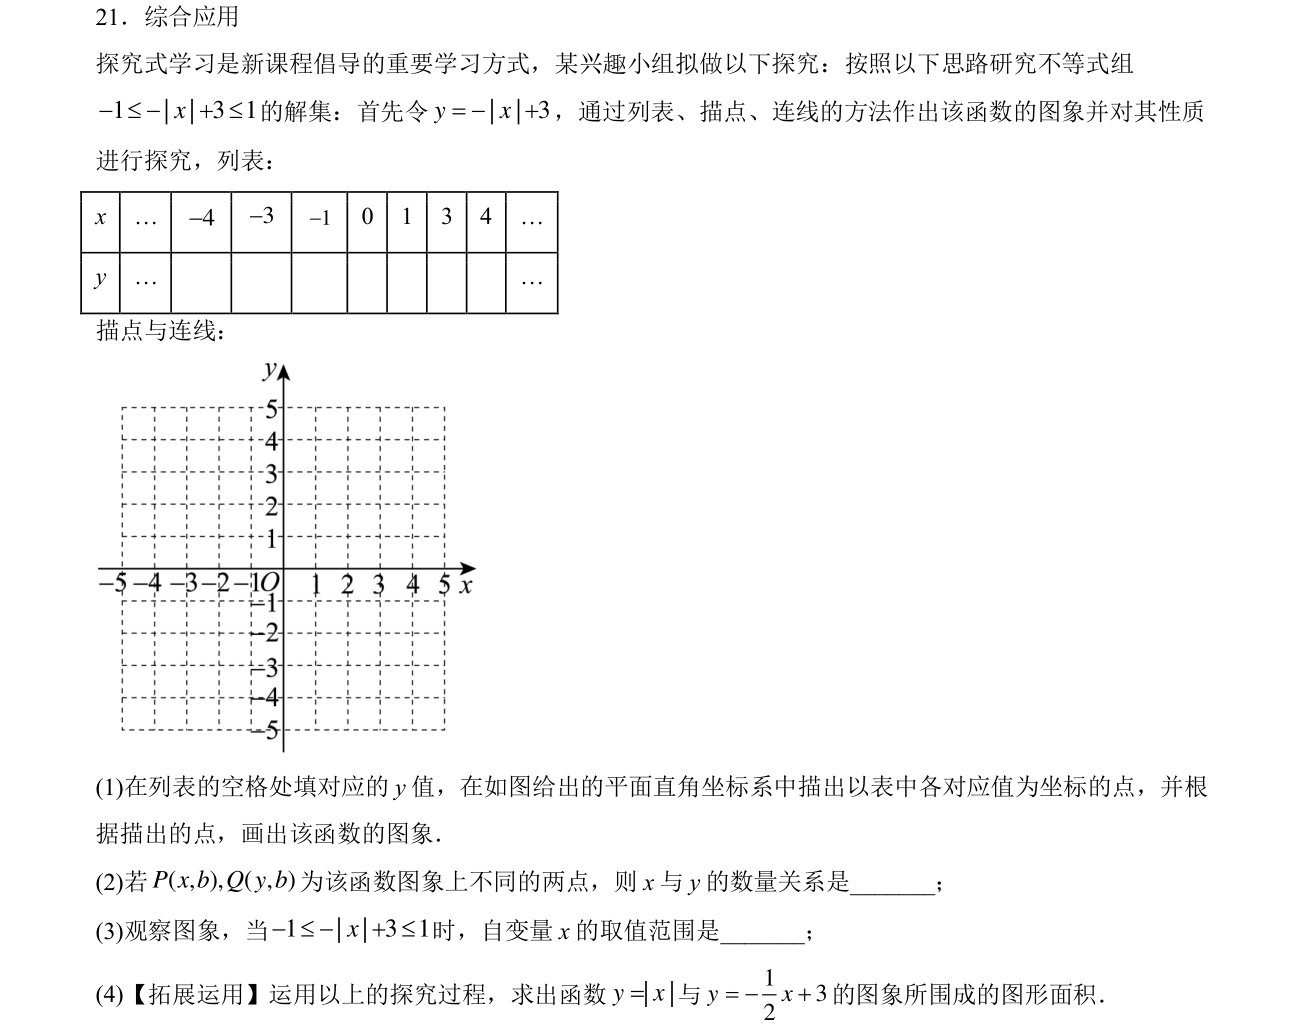 21．综合应用
探究式学习是新课程倡导的重要学习方式，某兴趣小组拟做以下探究：按照以下思路研究不等式组
−1≤−|x|+3≤1的解集：首先令y=−|x|+3，通过列表、描点、连线的方法作出该函数的图象并对其性质
进行探究，列表：
x … −4 −3 −1 0 1 3 4 …
y … …
描点与连线：
y
5
4
3
2
1
−5 −4 −3 −2 −1 O 1 2 3 4 5 x
−1
−2
−3
−4
−5
(1)在列表的空格处填对应的y值，在如图给出的平面直角坐标系中描出以表中各对应值为坐标的点，并根
据描出的点，画出该函数的图象．
(2)若P(x,b),Q(y,b)为该函数图象上不同的两点，则x与y的数量关系是_______；
(3)观察图象，当−1≤−|x|+3≤1时，自变量x的取值范围是_______；
(4)【拓展运用】运用以上的探究过程，求出函数y=|x|与y=−1/2x+3的图象所围成的图形面积．